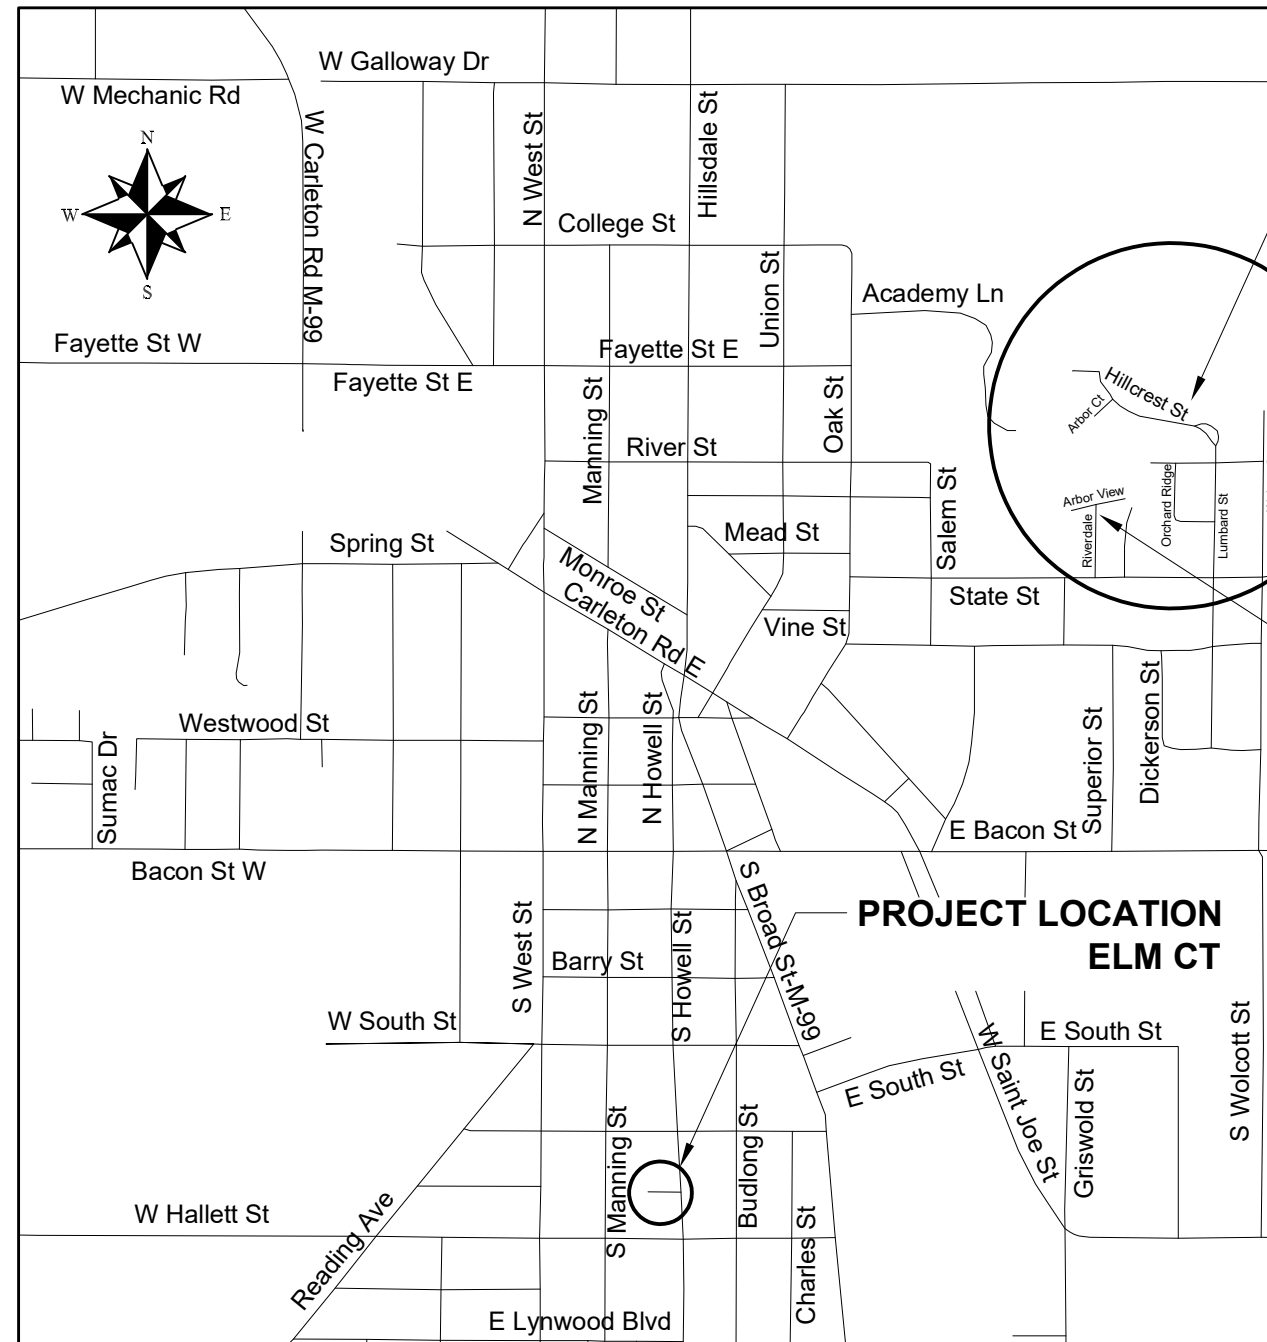 W Galloway Dr
W Mechanic Rd
N
W
E
S
W Carleton Rd M-99
N West St
Hillsdale St
College St
Union St
Academy Ln
Fayette St W
Fayette St E
Fayette St E
Manning St
Oak St
River St
Hillcrest St
Arbor Ct
Salem St
Arbor View
Orchard Ridge
Lumbard St
Riverdale
Mead St
Spring St
Monroe St
Carleton Rd E
State St
Vine St
Westwood St
Sumac Dr
N Manning St
N Howell St
Superior St
Dickerson St
E Bacon St
Bacon St W
S Broad St-M-99
PROJECT LOCATION
ELM CT
S West St
Barry St
S Howell St
W South St
E South St
E South St
W Saint Joe St
Griswold St
S Wolcott St
S Manning St
Budlong St
W Hallett St
Reading Ave
Charles St
E Lynwood Blvd